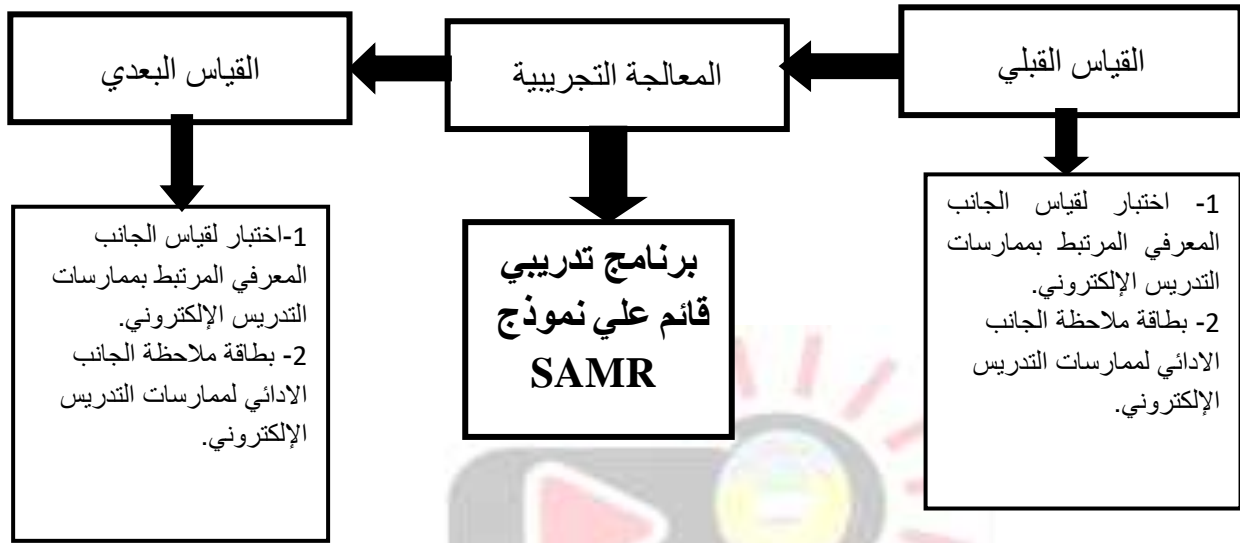 القياس القبلي
المعالجة التجريبية
القياس البعدي
1- اختبار لقياس الجانب
المعرفي المرتبط بممارسات
التدريس الإلكتروني.
2- بطاقة ملاحظة الجانب
الادائي لممارسات التدريس
الإلكتروني.
برنامج تدريبي
قائم علي نموذج
SAMR
1-اختبار لقياس الجانب
المعرفي المرتبط بممارسات
التدريس الإلكتروني.
2- بطاقة ملاحظة الجانب
الادائي لممارسات التدريس
الإلكتروني.